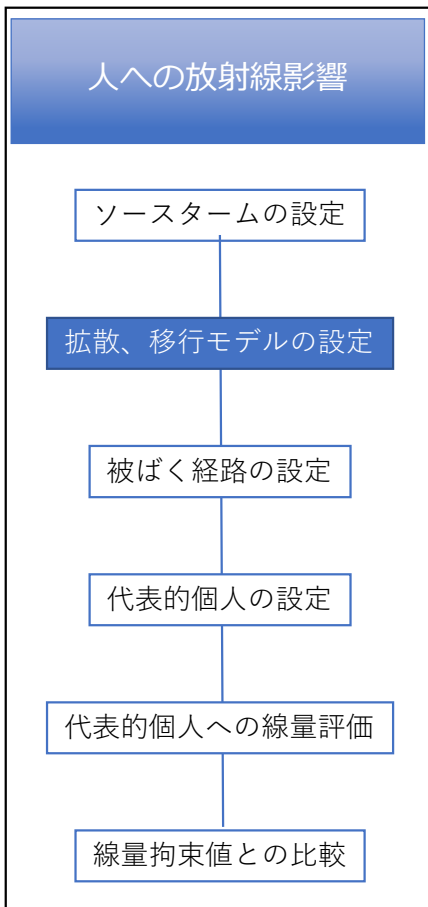 人への放射線影響
ソースタームの設定
拡散、移行モデルの設定
被ばく経路の設定
代表的個人の設定
代表的個人への線量評価
線量拘束値との比較